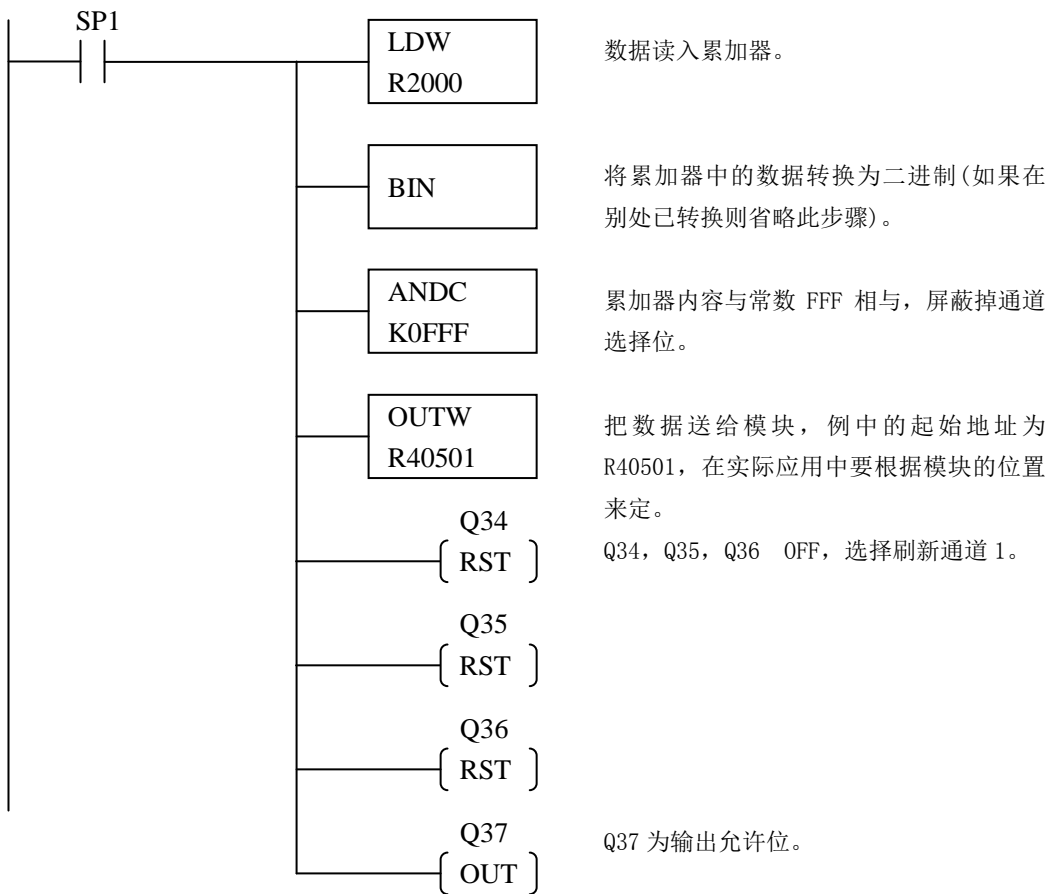 SP1
LDW
R2000
数据读入累加器。
BIN
将累加器中的数据转换为二进制(如果在
别处已转换则省略此步骤)。
ANDC
K0FFF
累加器内容与常数 FFF 相与，屏蔽掉通道
选择位。
OUTW
R40501
把数据送给模块，例中的起始地址为
R40501，在实际应用中要根据模块的位置
来定。
Q34
RST
Q34，Q35，Q36 OFF，选择刷新通道 1。
Q35
RST
Q36
RST
Q37
OUT
Q37 为输出允许位。